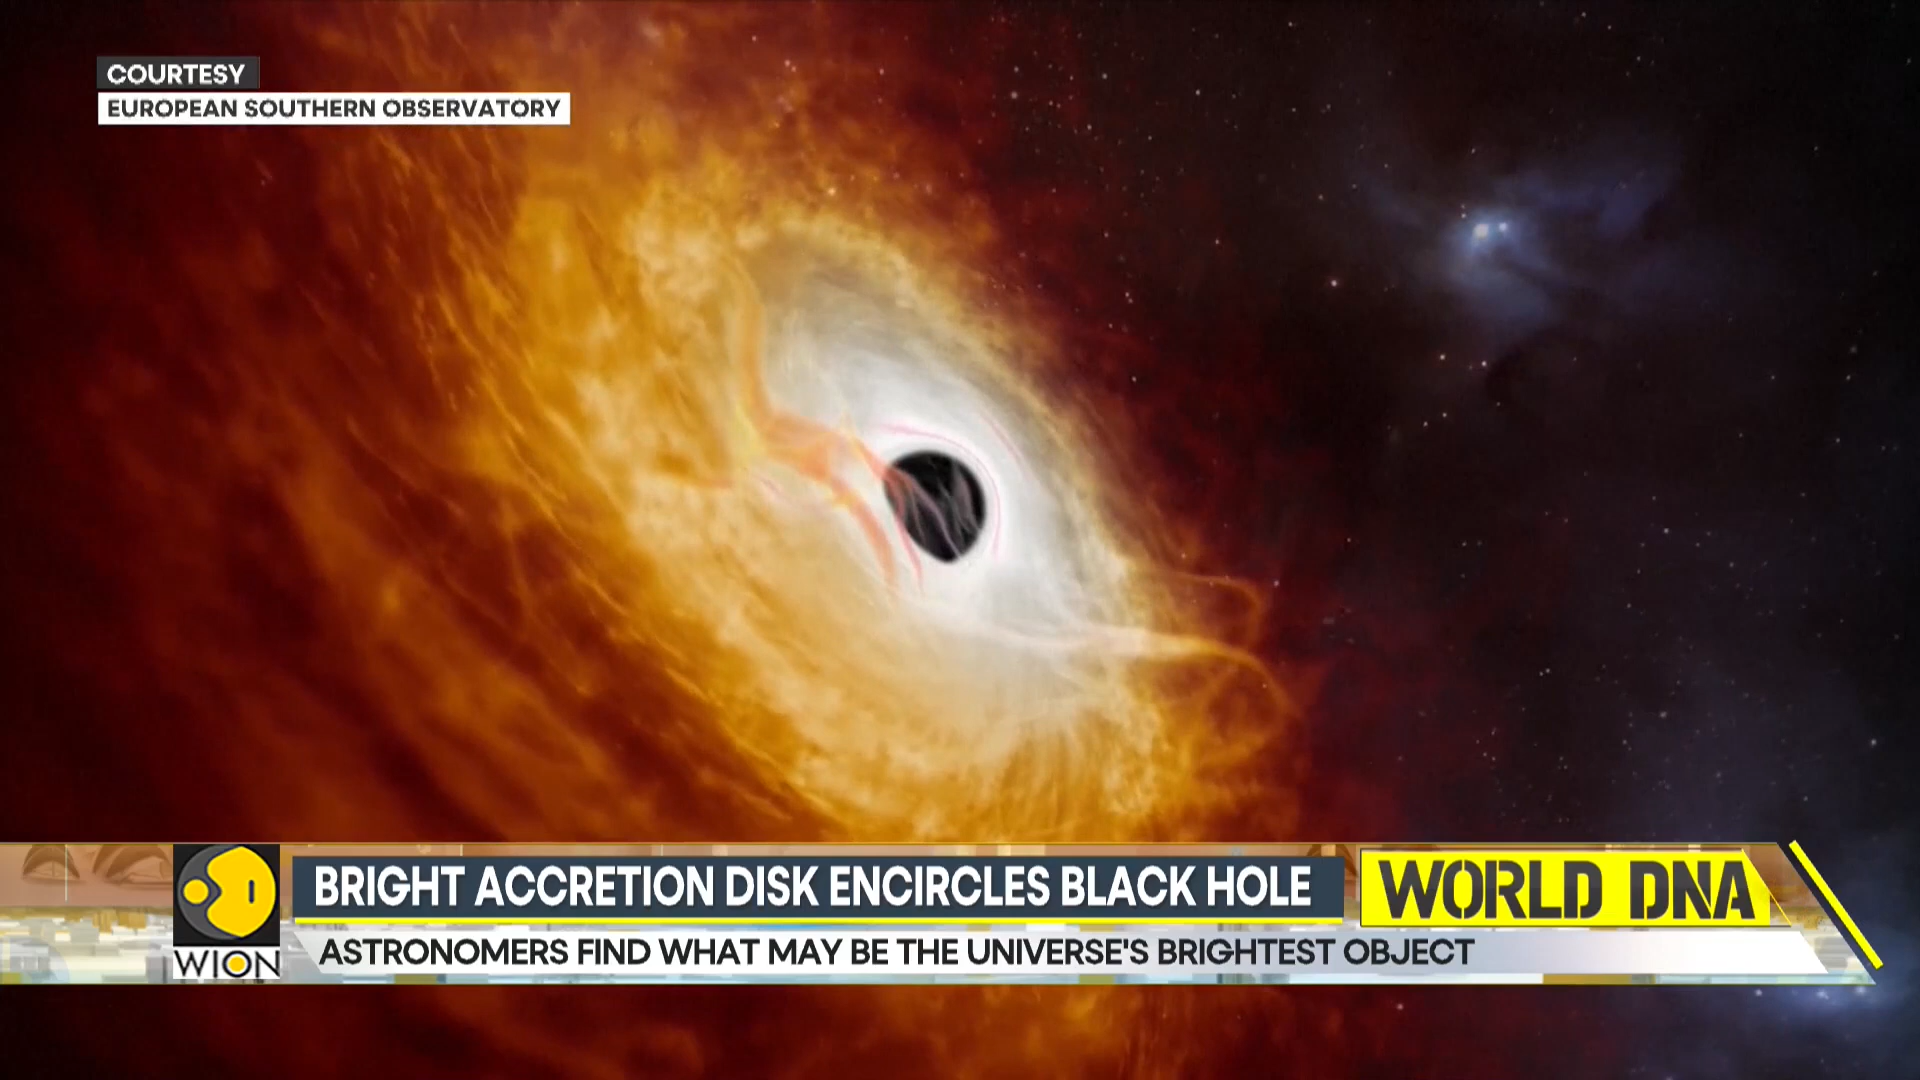 COURTESY
EUROPEAN SOUTHERN OBSERVATORY
BRIGHT ACCRETION DISK ENCIRCLES BLACK HOLE
WORLD DNA
WION
ASTRONOMERS FIND WHAT MAY BE THE UNIVERSE'S BRIGHTEST OBJECT